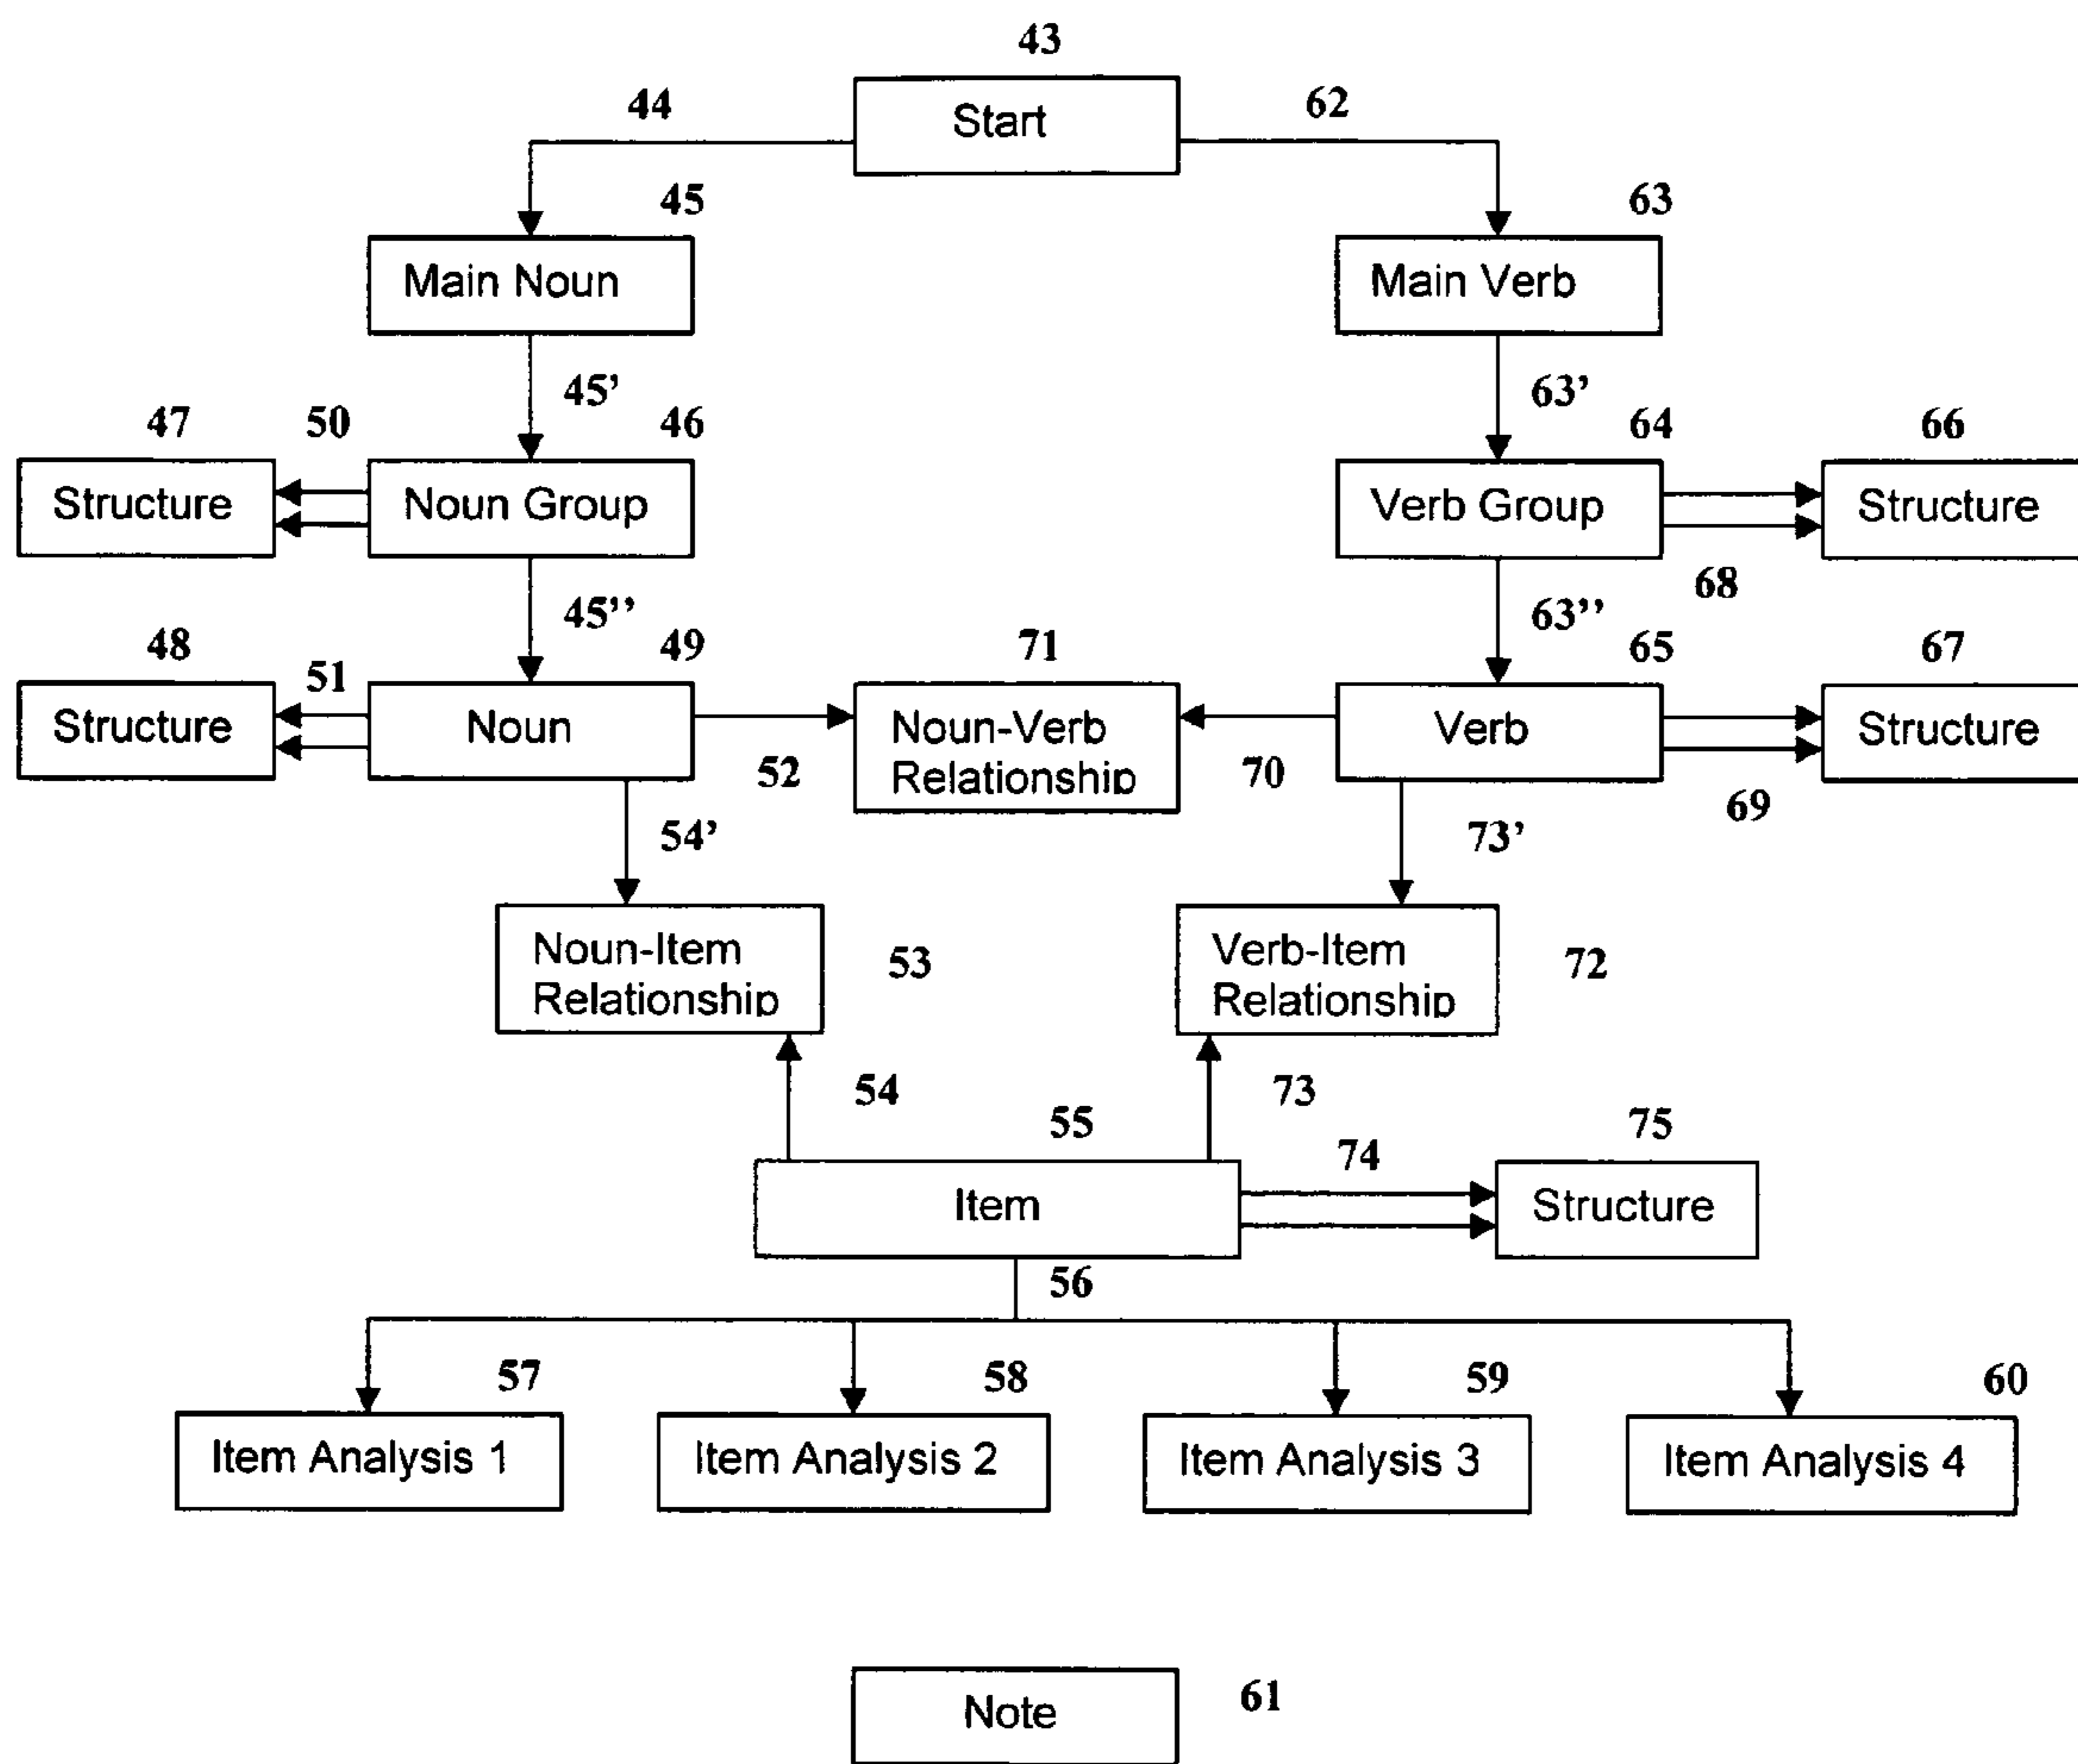 43
44
Start
62
45
63
Main Noun
Main Verb
45'
63'
47
50
46
64
66
Structure
Noun Group
Verb Group
Structure
68
45''
63''
48
51
49
71
65
67
Structure
Noun
Noun-Verb
Relationship
Verb
Structure
52
70
69
54'
73'
Noun-Item
Relationship
53
Verb-Item
Relationship
72
54
73
55
74
75
Item
Structure
56
57
58
59
60
Item Analysis 1
Item Analysis 2
Item Analysis 3
Item Analysis 4
Note
61